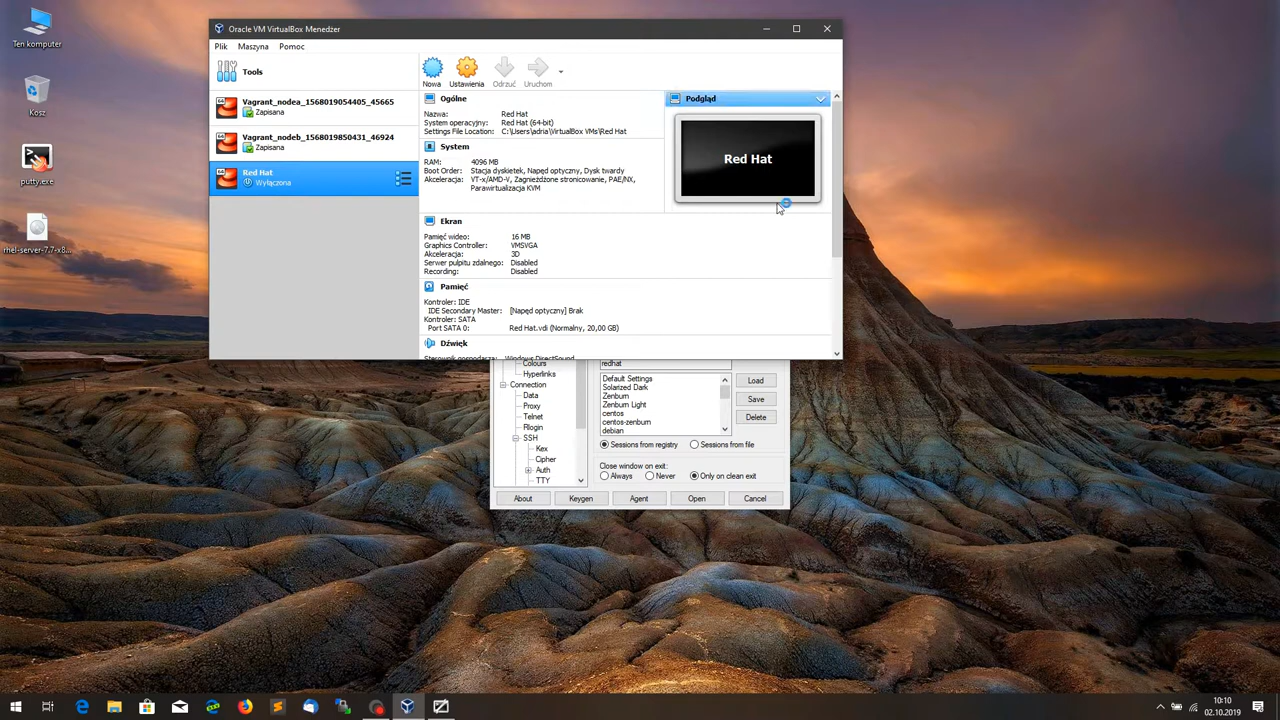 Ten komputer
Kosz
putty.exe
rhel-server-7.7-x8...
Oracle VM VirtualBox Menedżer
Plik Maszyna Pomoc
Tools
Vagrant_nodea_1568019054405_45665
Zapisana
Vagrant_nodeb_1568019850431_46924
Zapisana
Red Hat
Wyłączona
Nowa Ustawienia Odrzuć Uruchom
Ogólne
Nazwa: Red Hat
System operacyjny: Red Hat (64-bit)
Settings File Location: C:\Users\adria\VirtualBox VMs\Red Hat
System
RAM: 4096 MB
Boot Order: Stacja dyskietek, Napęd optyczny, Dysk twardy
Akceleracja: VT-x/AMD-V, Zagnieżdzone stronicowanie, PAE/NX,
Parawirtualizacja KVM
Podgląd
Red Hat
Ekran
Pamięć wideo: 16 MB
Graphics Controller: VMSVGA
Akceleracja: 3D
Serwer pulpitu zdalnego: Disabled
Recording: Disabled
Pamięć
Kontroler: IDE
IDE Secondary Master: [Napęd optyczny] Brak
Kontroler: SATA
Port SATA 0: Red Hat.vdi (Normalny, 20,00 GB)
Dźwięk
Sterownik gospodarza: Windows DirectSound
Colours
Hyperlinks
Connection
Data
Proxy
Telnet
Rlogin
SSH
Kex
Cipher
Auth
TTY
redhat
Default Settings
Solarized Dark
Zenburn
Zenburn Light
centos
centos-zenburn
debian
Load
Save
Delete
Sessions from registry Sessions from file
Close window on exit:
Always Never Only on clean exit
About Keygen Agent Open Cancel
10:10
02.10.2019